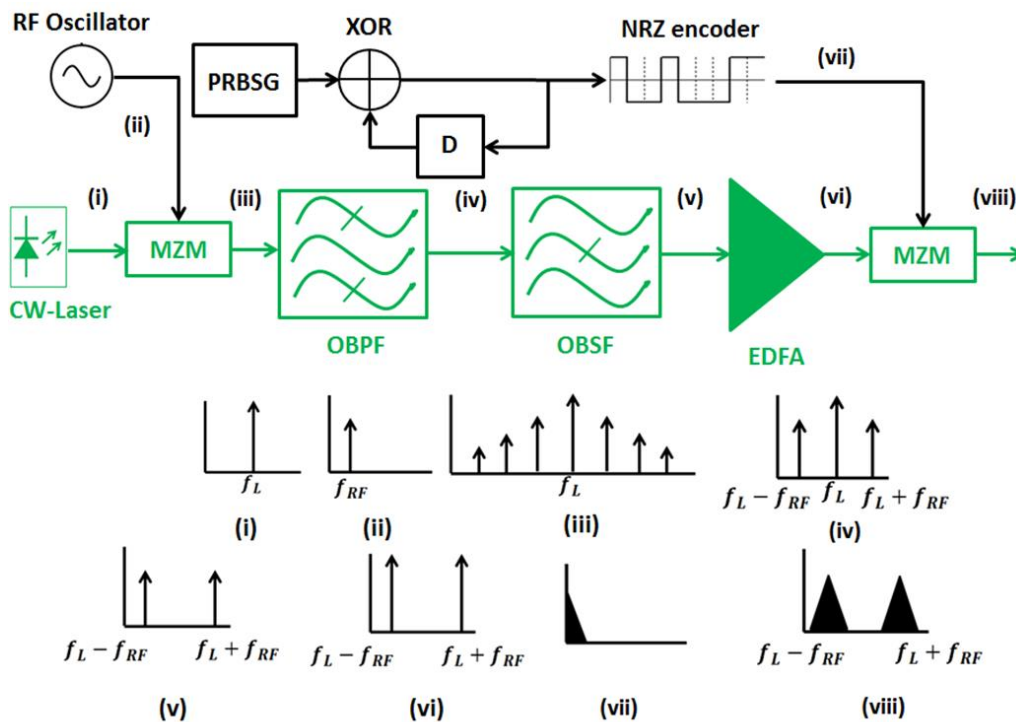 RF Oscillator
XOR
NRZ encoder
(vii)
PRBSG
(ii)
D
(i)
(iii)
(iv)
(v)
(vi)
(viii)
MZM
MZM
CW-Laser
OBPF
OBSF
EDFA
f_L
f_RF
f_L
f_L − f_RF f_L f_L + f_RF
(i)
(ii)
(iii)
(iv)
f_L − f_RF f_L + f_RF
f_L − f_RF f_L + f_RF
f_L − f_RF f_L + f_RF
(v)
(vi)
(vii)
(viii)